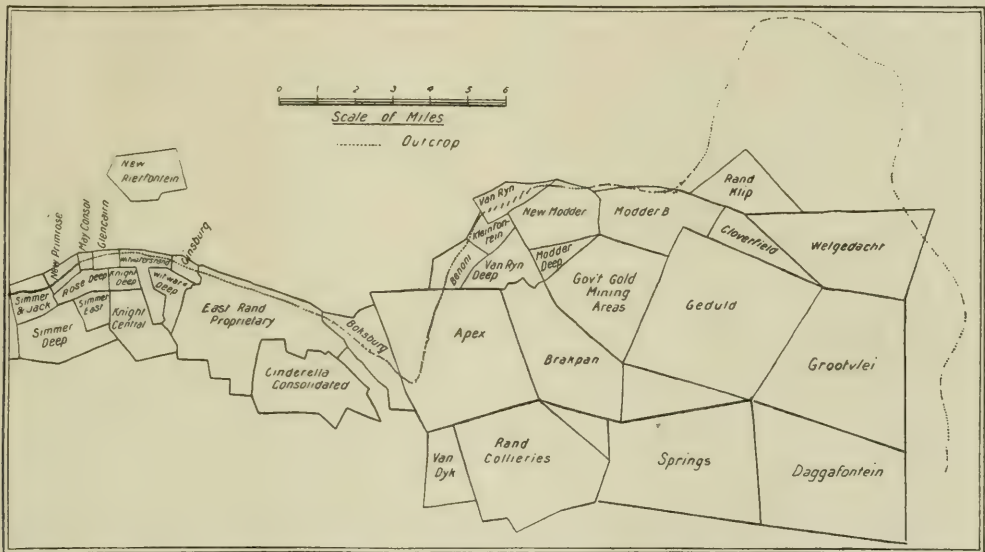 0 1 2 3 4 5 6
Scale of Miles
Outcrop
New
Rietfontein
New Primrose
May Consol
Glencairn
Witwatersrand
Ginsburg
Simmer
& Jack
Rose Deep
Knight
Deep
Simmer
East
Simmer
Deep
Knight
Central
Deep
East Rand
Proprietary
Cinderella
Consolidated
Boksburg
Van Ryn
Kleinfon-
tein
Benoni
Van Ryn
Deep
New Modder
Modder
Deep
Modder B
Rand
Klip
Cloverfield
Welgedacht
Gov't Gold
Mining
Areas
Geduld
Apex
Brakpan
Grootvlei
Van
Dyk
Rand
Collieries
Springs
Daggafontein